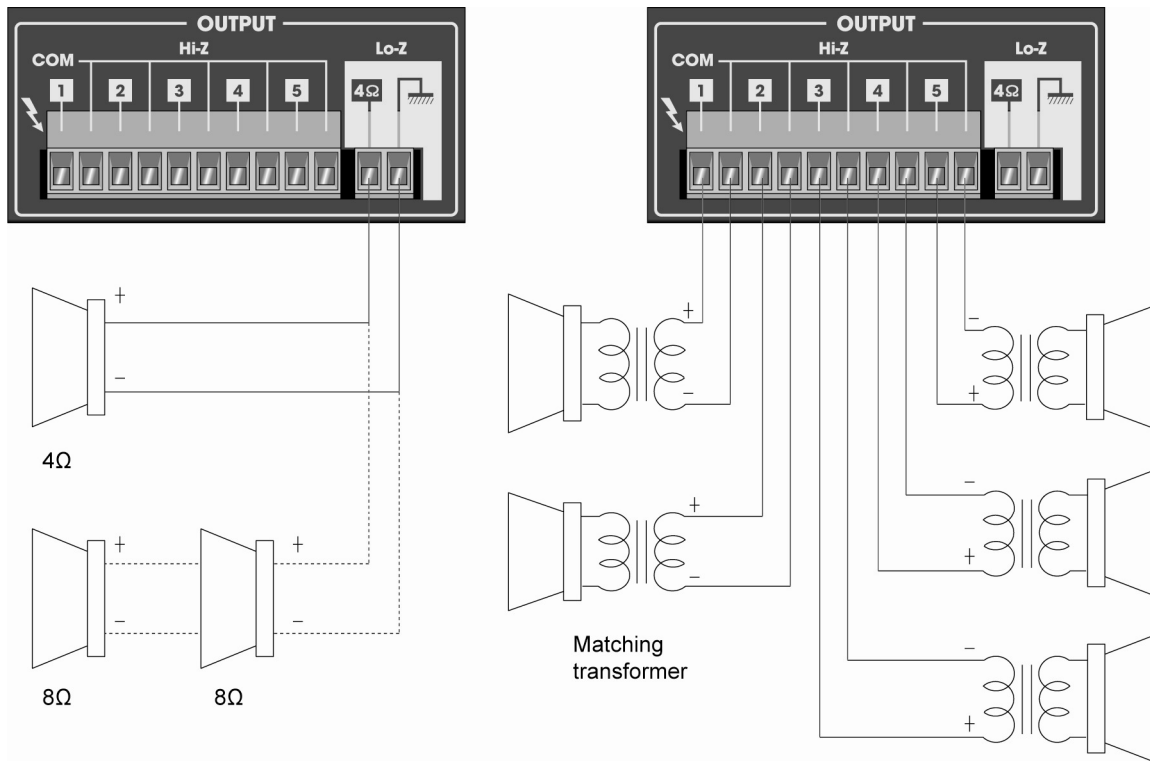 OUTPUT
Hi-Z
Lo-Z
COM
1
2
3
4
5
4Ω
+
−
4Ω
+
−
+
−
8Ω
8Ω
OUTPUT
Hi-Z
Lo-Z
COM
1
2
3
4
5
4Ω
+
−
−
+
+
−
−
+
Matching
transformer
−
+